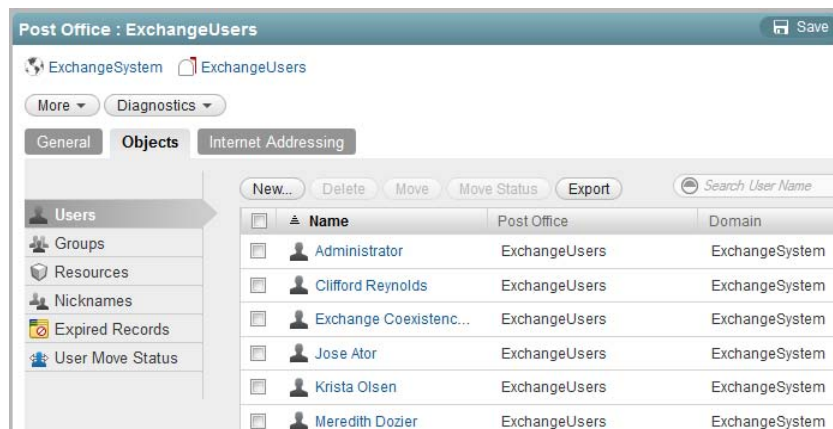 Post Office : ExchangeUsers Save
ExchangeSystem ExchangeUsers
More Diagnostics
General Objects Internet Addressing
New... Delete Move Move Status Export Search User Name
Users
Groups
Resources
Nicknames
Expired Records
User Move Status
Name Post Office Domain
Administrator ExchangeUsers ExchangeSystem
Clifford Reynolds ExchangeUsers ExchangeSystem
Exchange Coexistenc... ExchangeUsers ExchangeSystem
Jose Ator ExchangeUsers ExchangeSystem
Krista Olsen ExchangeUsers ExchangeSystem
Meredith Dozier ExchangeUsers ExchangeSystem